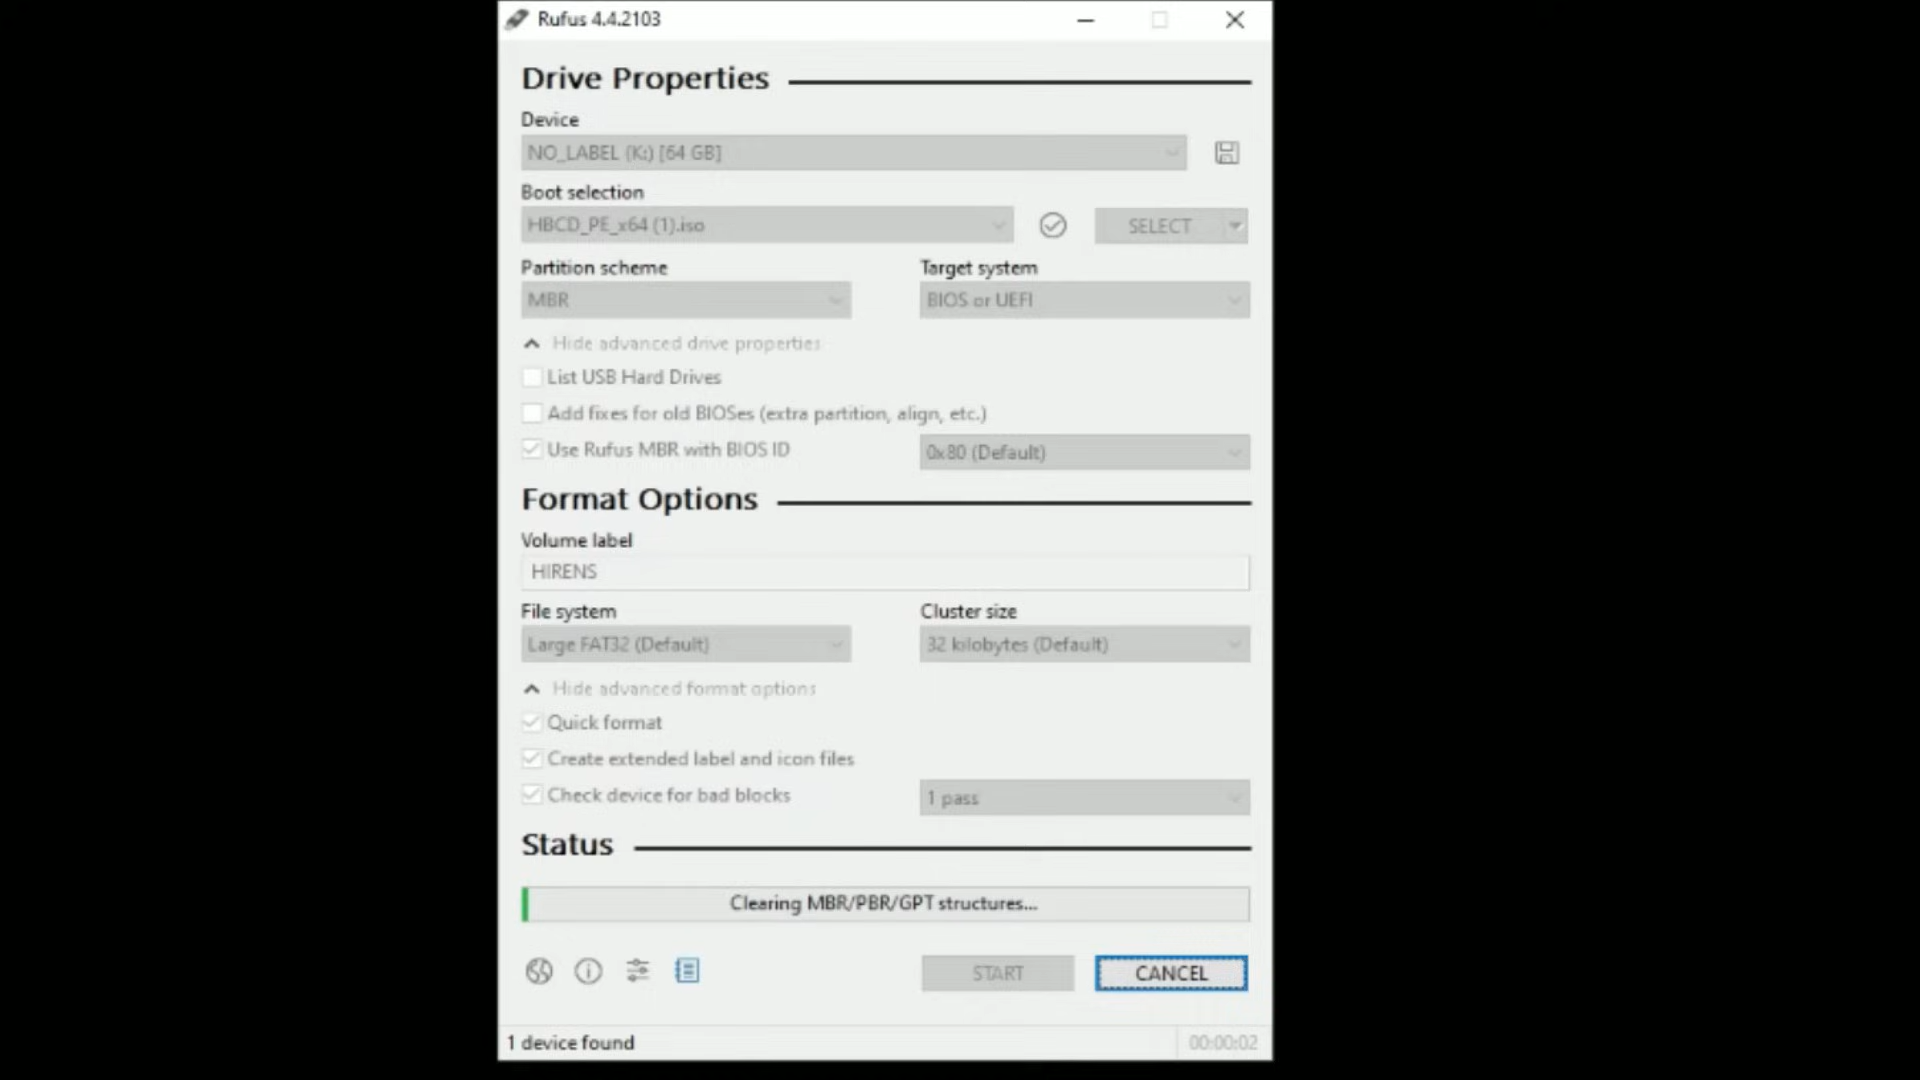 Rufus 4.4.2103
Drive Properties
Device
NO_LABEL (K:) [64 GB]
Boot selection
HBCD_PE_x64 (1).iso
SELECT
Partition scheme
Target system
MBR
BIOS or UEFI
Hide advanced drive properties
List USB Hard Drives
Add fixes for old BIOSes (extra partition, align, etc.)
Use Rufus MBR with BIOS ID
0x80 (Default)
Format Options
Volume label
HIRENS
File system
Cluster size
Large FAT32 (Default)
32 kilobytes (Default)
Hide advanced format options
Quick format
Create extended label and icon files
Check device for bad blocks
1 pass
Status
Clearing MBR/PBR/GPT structures...
START
CANCEL
1 device found
00:00:02